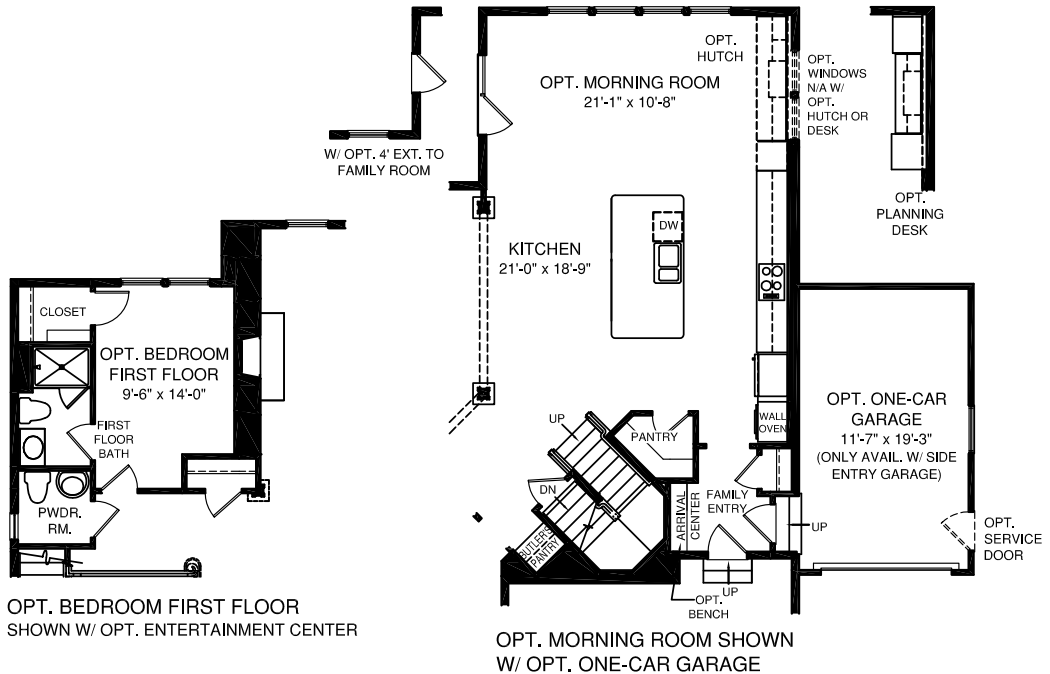 OPT.
HUTCH
OPT. MORNING ROOM
21'-1" x 10'-8"
OPT.
WINDOWS
N/A W/
OPT.
HUTCH OR
DESK
W/ OPT. 4' EXT. TO
FAMILY ROOM
OPT.
PLANNING
DESK
DW
KITCHEN
21'-0" x 18'-9"
CLOSET
OPT. BEDROOM
FIRST FLOOR
9'-6" x 14'-0"
FIRST
FLOOR
BATH
PWDR.
RM.
OPT. BEDROOM FIRST FLOOR
SHOWN W/ OPT. ENTERTAINMENT CENTER
UP
PANTRY
WALL
OVEN
DN
BUTLER'S
PANTRY
ARRIVAL
CENTER
FAMILY
ENTRY
UP
UP
OPT.
BENCH
OPT. ONE-CAR
GARAGE
11'-7" x 19'-3"
(ONLY AVAIL. W/ SIDE
ENTRY GARAGE)
OPT.
SERVICE
DOOR
OPT. MORNING ROOM SHOWN
W/ OPT. ONE-CAR GARAGE